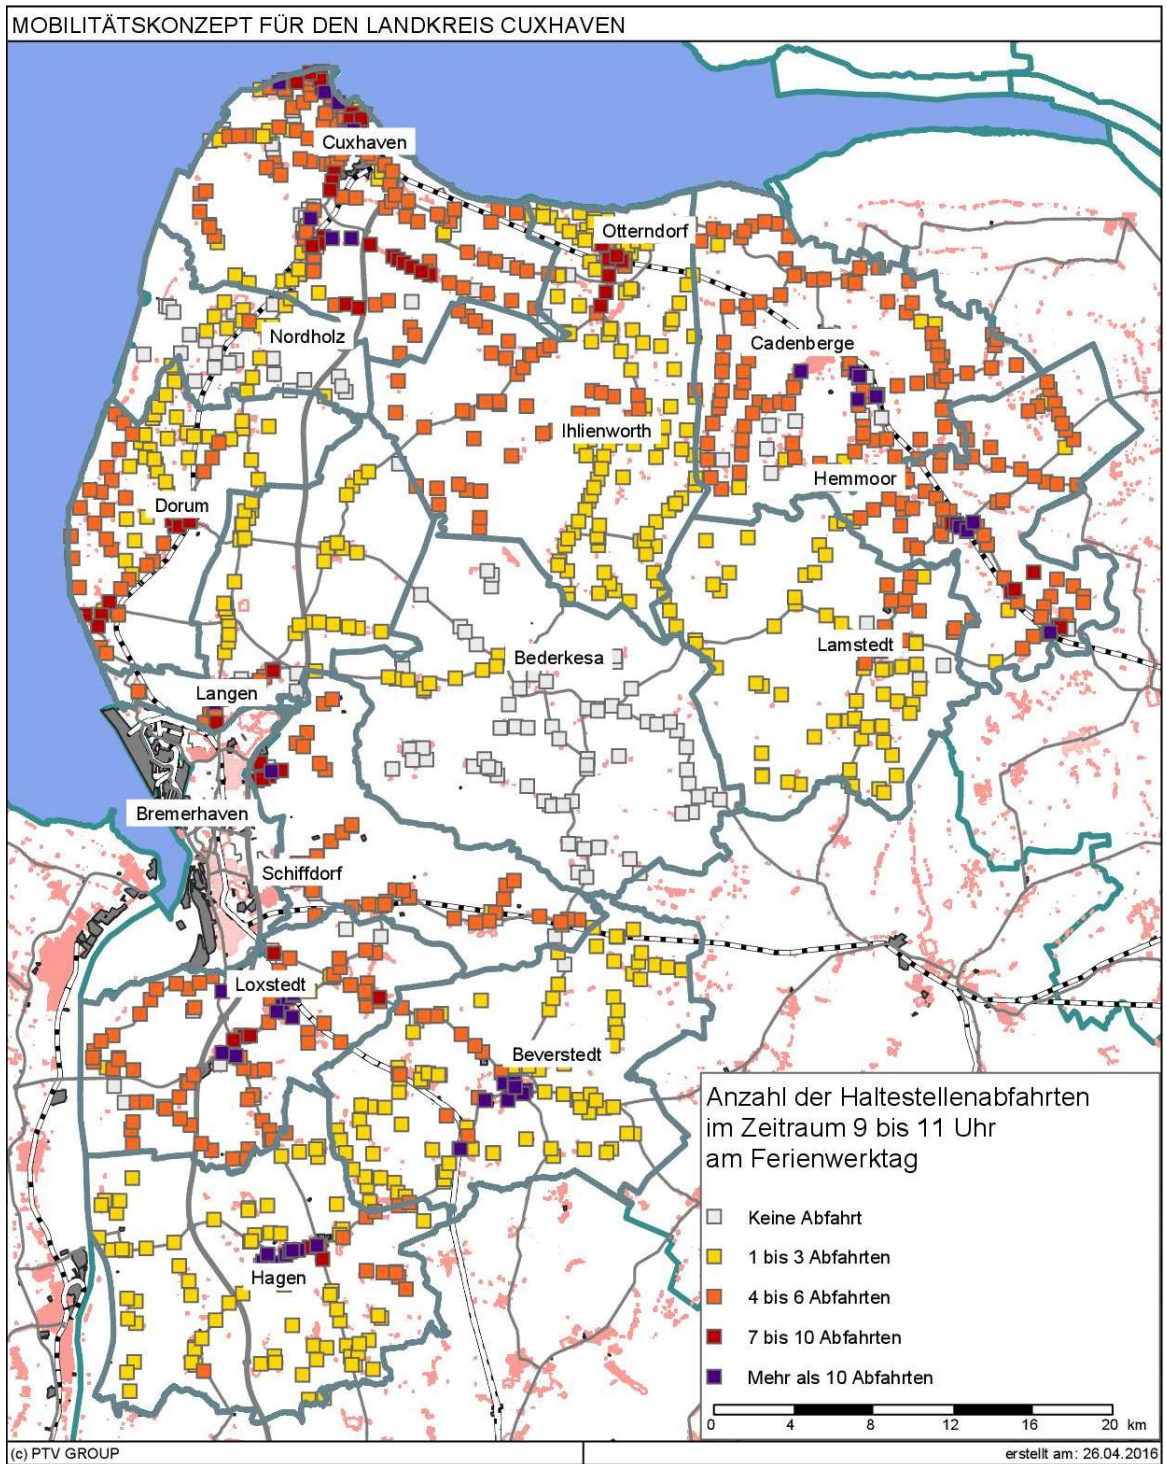 MOBILITÄTSKONZEPT FÜR DEN LANDKREIS CUXHAVEN
Cuxhaven
Otterndorf
Nordholz
Cadenberge
Ihlienworth
Hemmoor
Dorum
Lamstedt
Bederkesa
Langen
Bremerhaven
Schiffdorf
Loxstedt
Beverstedt
Hagen
Anzahl der Haltestellenabfahrten
im Zeitraum 9 bis 11 Uhr
am Ferienwerktag
Keine Abfahrt
1 bis 3 Abfahrten
4 bis 6 Abfahrten
7 bis 10 Abfahrten
Mehr als 10 Abfahrten
0 4 8 12 16 20 km
(c) PTV GROUP
erstellt am: 26.04.2016